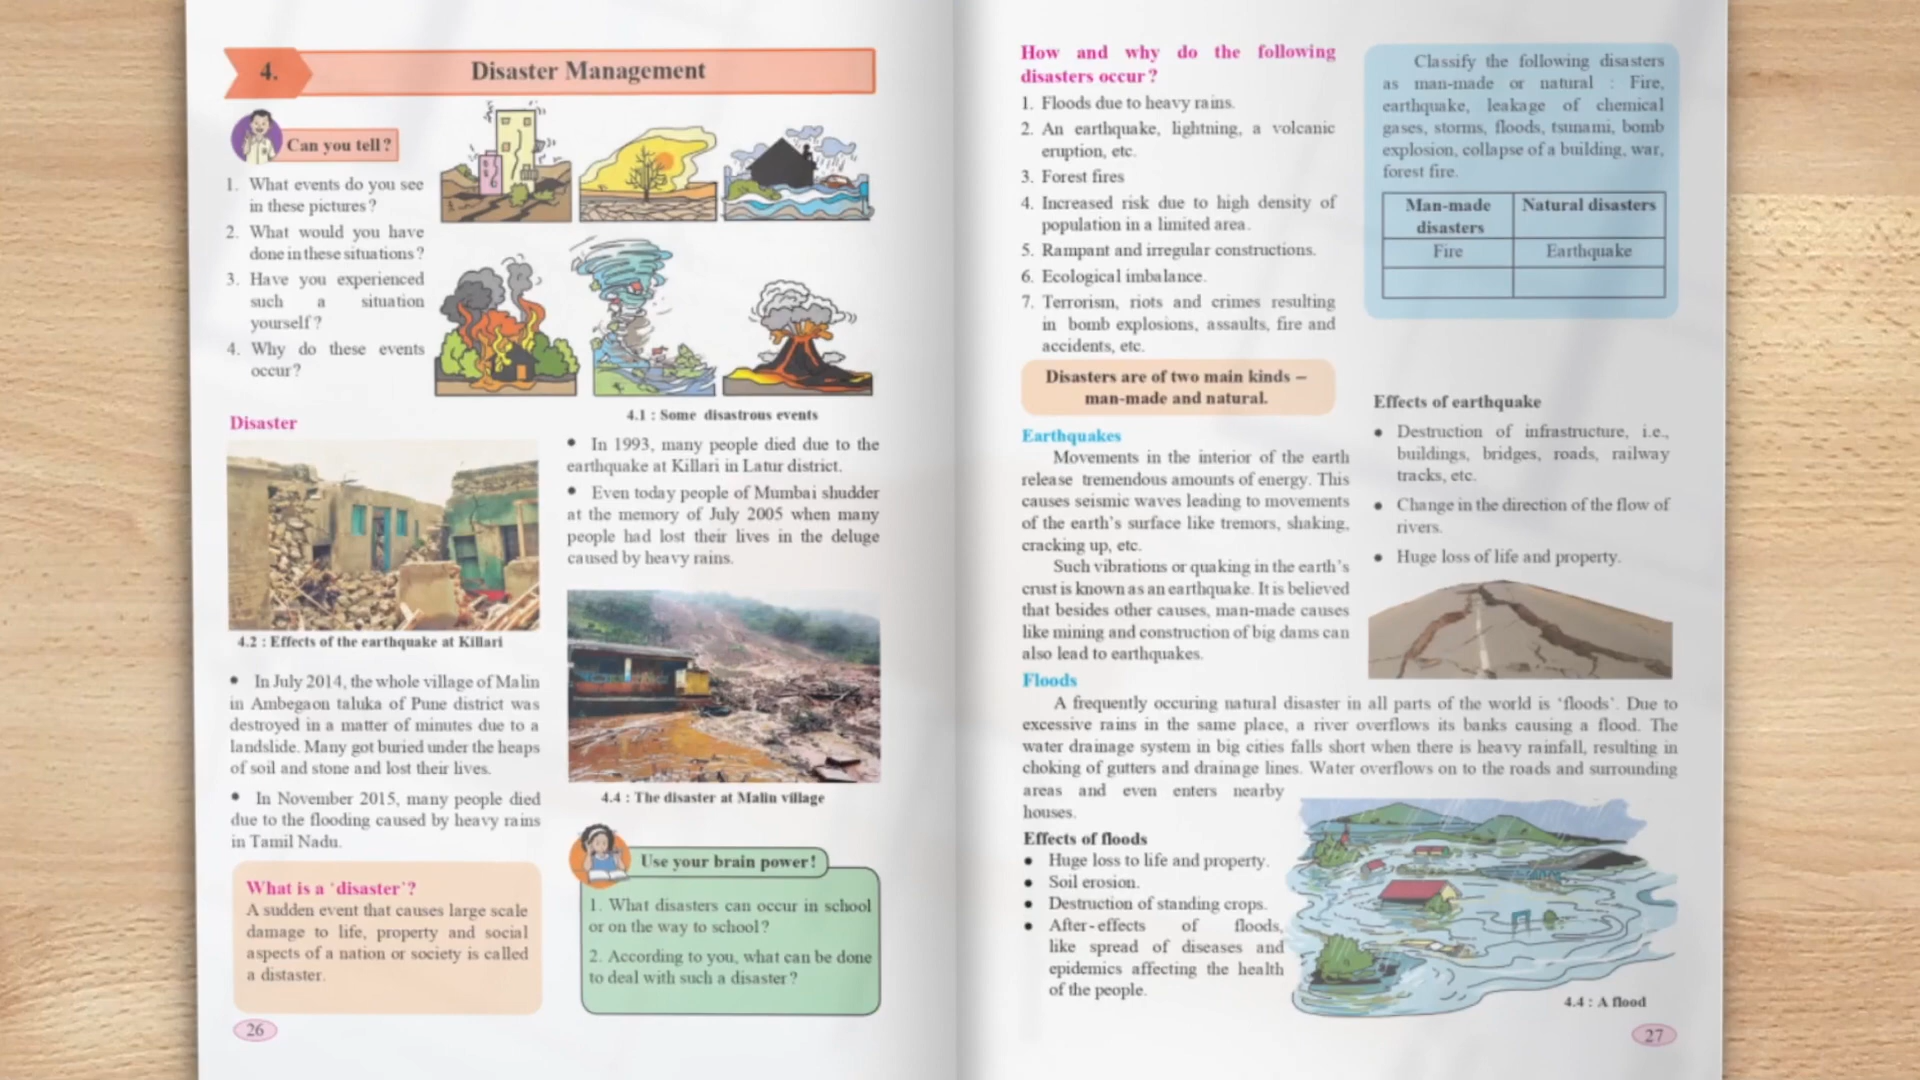 4.
Disaster Management
Can you tell?
1. What events do you see
in these pictures?
2. What would you have
done in these situations?
3. Have you experienced
such a situation
yourself?
4. Why do these events
occur?
4.1 : Some disastrous events
Disaster
4.2 : Effects of the earthquake at Killari
• In July 2014, the whole village of Malin
in Ambegaon taluka of Pune district was
destroyed in a matter of minutes due to a
landslide. Many got buried under the heaps
of soil and stone and lost their lives.
• In November 2015, many people died
due to the flooding caused by heavy rains
in Tamil Nadu.
What is a 'disaster'?
A sudden event that causes large scale
damage to life, property and social
aspects of a nation or society is called
a distaster.
26
• In 1993, many people died due to the
earthquake at Killari in Latur district.
• Even today people of Mumbai shudder
at the memory of July 2005 when many
people had lost their lives in the deluge
caused by heavy rains.
4.4 : The disaster at Malin village
Use your brain power!
1. What disasters can occur in school
or on the way to school?
2. According to you, what can be done
to deal with such a disaster?
How and why do the following
disasters occur?
1. Floods due to heavy rains.
2. An earthquake, lightning, a volcanic
eruption, etc.
3. Forest fires
4. Increased risk due to high density of
population in a limited area.
5. Rampant and irregular constructions.
6. Ecological imbalance.
7. Terrorism, riots and crimes resulting
in bomb explosions, assaults, fire and
accidents, etc.
Disasters are of two main kinds –
man-made and natural.
Classify the following disasters
as man-made or natural : Fire,
earthquake, leakage of chemical
gases, storms, floods, tsunami, bomb
explosion, collapse of a building, war,
forest fire.
Man-made
disasters
Natural disasters
Fire
Earthquake
Earthquakes
Movements in the interior of the earth
release tremendous amounts of energy. This
causes seismic waves leading to movements
of the earth's surface like tremors, shaking,
cracking up, etc.
Such vibrations or quaking in the earth's
crust is known as an earthquake. It is believed
that besides other causes, man-made causes
like mining and construction of big dams can
also lead to earthquakes.
Effects of earthquake
• Destruction of infrastructure, i.e.,
buildings, bridges, roads, railway
tracks, etc.
• Change in the direction of the flow of
rivers.
• Huge loss of life and property.
Floods
A frequently occuring natural disaster in all parts of the world is 'floods'. Due to
excessive rains in the same place, a river overflows its banks causing a flood. The
water drainage system in big cities falls short when there is heavy rainfall, resulting in
choking of gutters and drainage lines. Water overflows on to the roads and surrounding
areas and even enters nearby
houses.
Effects of floods
• Huge loss to life and property.
• Soil erosion.
• Destruction of standing crops.
• After-effects of floods,
like spread of diseases and
epidemics affecting the health
of the people.
4.4 : A flood
27